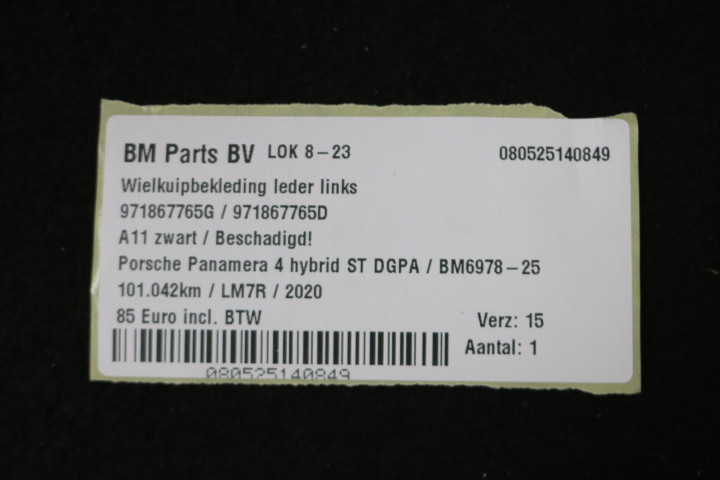 BM Parts BV LOK 8-23 080525140849
Wielkuipbekleding leder links
971867765G / 971867765D
A11 zwart / Beschadigd!
Porsche Panamera 4 hybrid ST DGPA / BM6978-25
101.042km / LM7R / 2020
85 Euro incl. BTW Verz: 15
Aantal: 1
080525140849